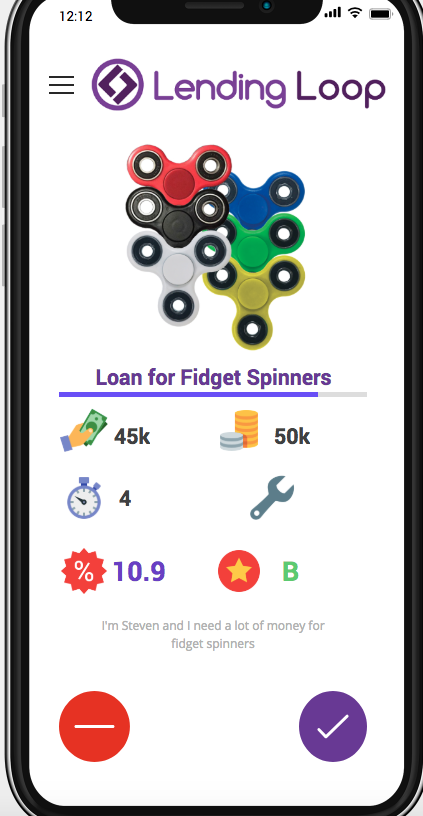 12:12
Lending Loop
Loan for Fidget Spinners
45k
50k
4
%
10.9
B
I'm Steven and I need a lot of money for
fidget spinners